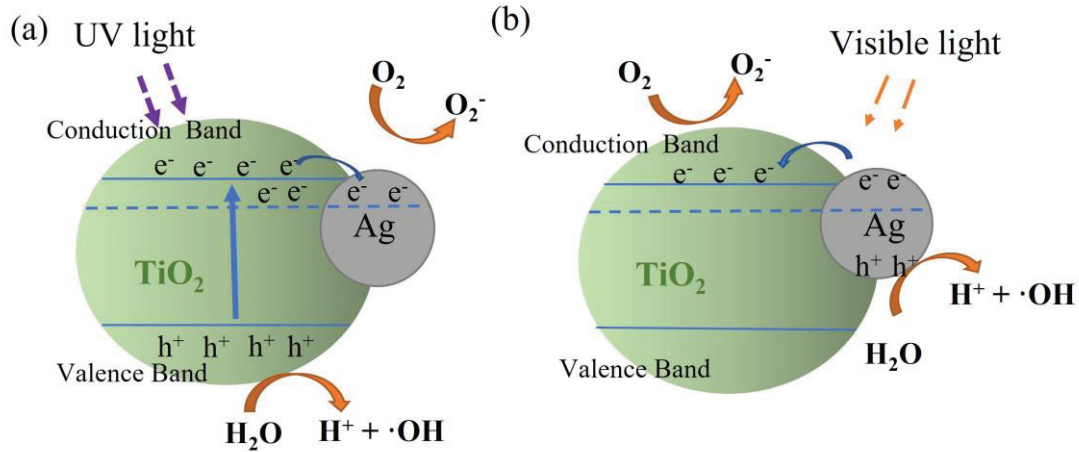 (a)
UV light
O₂
O₂⁻
Conduction Band
e⁻ e⁻ e⁻ e⁻
e⁻ e⁻ e⁻ e⁻
Ag
TiO₂
h⁺ h⁺ h⁺ h⁺
Valence Band
H₂O H⁺ + ·OH
(b)
Visible light
O₂ O₂⁻
Conduction Band
e⁻ e⁻ e⁻ e⁻ e⁻
Ag
TiO₂
h⁺ h⁺
H⁺ + ·OH
H₂O
Valence Band